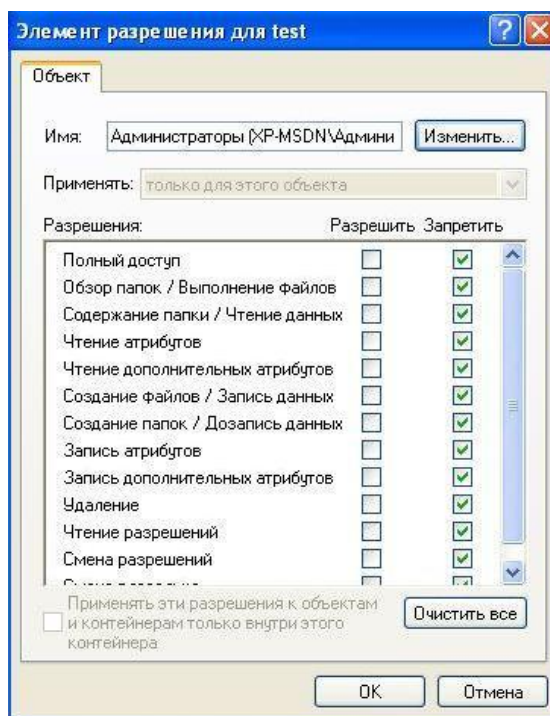 Элемент разрешения для test
Объект
Имя: Администраторы (XP-MSDN\Админи Изменить...
Применять: только для этого объекта
Разрешения: Разрешить Запретить
Полный доступ
Обзор папок / Выполнение файлов
Содержание папки / Чтение данных
Чтение атрибутов
Чтение дополнительных атрибутов
Создание файлов / Запись данных
Создание папок / Дозапись данных
Запись атрибутов
Запись дополнительных атрибутов
Удаление
Чтение разрешений
Смена разрешений
Применять эти разрешения к объектам
и контейнерам только внутри этого
контейнера
Очистить все
OK Отмена